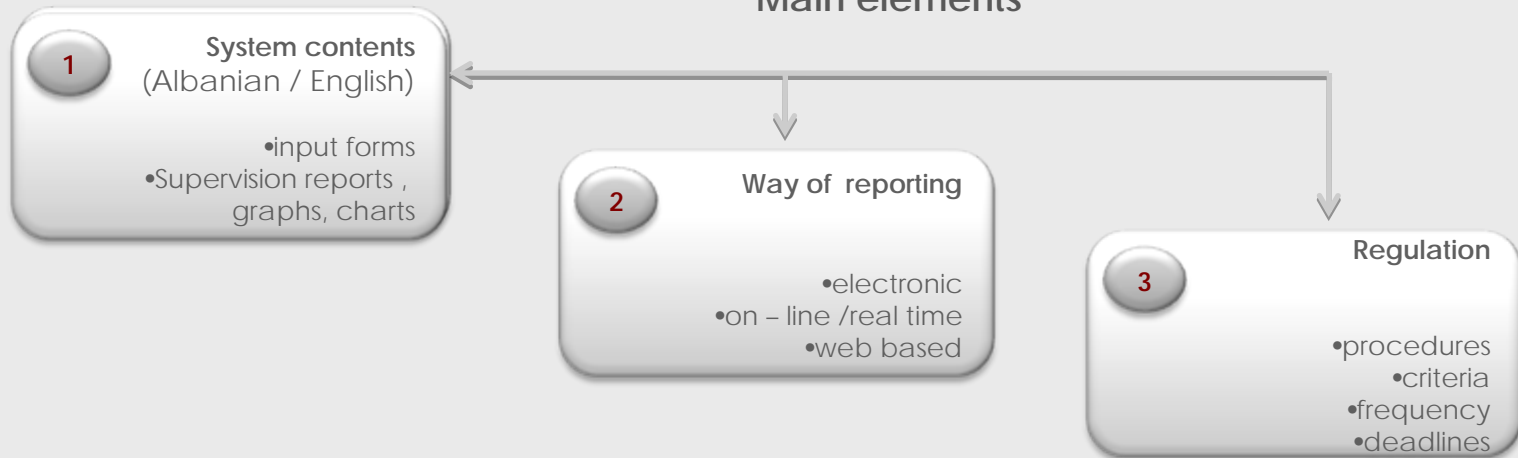 Main elements
1
System contents
(Albanian / English)
•input forms
•Supervision reports ,
graphs, charts
2
Way of reporting
•electronic
•on – line /real time
•web based
3
Regulation
•procedures
•criteria
•frequency
•deadlines